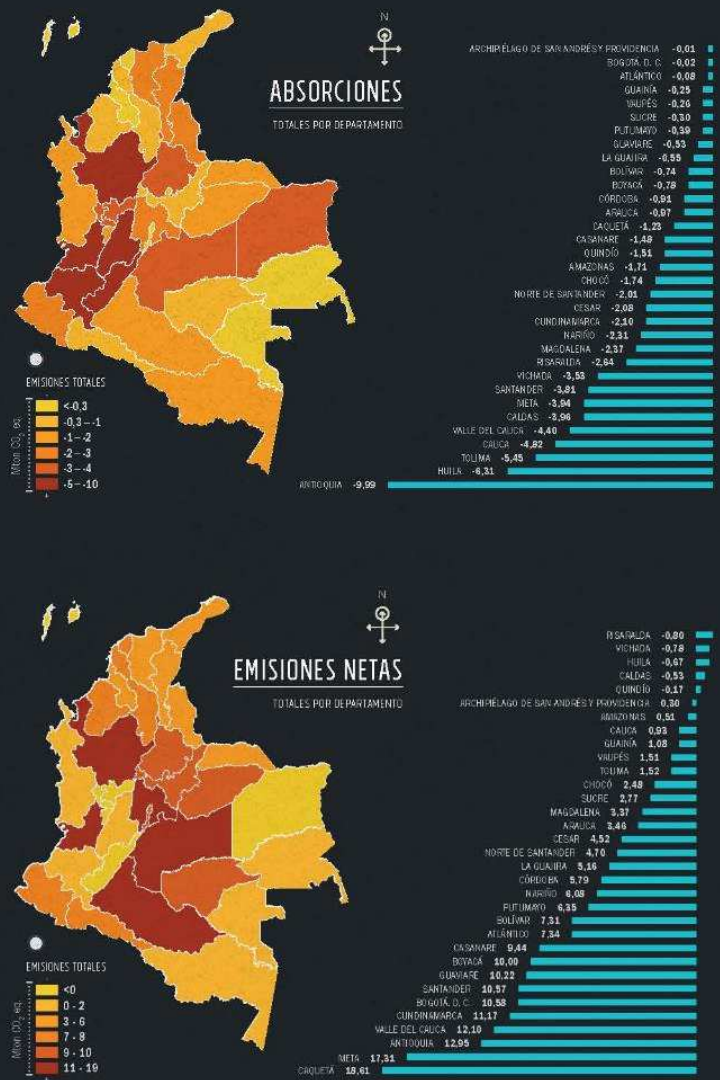 N
ABSORCIONES
TOTALES POR DEPARTAMENTO
ARCHIPIÉLAGO DE SAN ANDRÉS Y PROVIDENCIA -0,01
BOGOTÁ D. C. -0,02
ATLÁNTICO -0,08
GUAINÍA -0,25
VAUPÉS -0,26
SUCRE -0,30
PUTUMAYO -0,39
GUAVIARE -0,53
LA GUAJIRA -0,55
BOLÍVAR -0,74
BOYACÁ -0,78
CÓRDOBA -0,91
ARAUCA -0,97
CAQUETÁ -1,23
CASANARE -1,48
QUINDÍO -1,51
AMAZONAS -1,71
CHOCÓ -1,74
NORTE DE SANTANDER -2,01
CESAR -2,08
CUNDINAMARCA -2,10
NARIÑO -2,31
MAGDALENA -2,37
RISARALDA -2,64
VICHADA -3,53
SANTANDER -3,81
META -3,94
CALDAS -3,96
VALLE DEL CAUCA -4,40
CAUCA -4,82
TOLIMA -5,45
HUILA -6,31
ANTIOQUIA -9,99
EMISIONES TOTALES
Mton CO2 eq.
<-0,3
-0,3 – -1
-1 – -2
-2 – -3
-3 – -4
-5 – -10
N
EMISIONES NETAS
TOTALES POR DEPARTAMENTO
RISARALDA -0,80
VICHADA -0,78
HUILA -0,67
CALDAS -0,53
QUINDÍO -0,17
ARCHIPIÉLAGO DE SAN ANDRÉS Y PROVIDENCIA 0,30
AMAZONAS 0,51
CAUCA 0,93
GUAINÍA 1,08
VAUPÉS 1,51
TOLIMA 1,52
CHOCÓ 2,48
SUCRE 2,77
MAGDALENA 3,37
ARAUCA 3,46
CESAR 4,52
NORTE DE SANTANDER 4,70
LA GUAJIRA 5,16
CÓRDOBA 5,79
NARIÑO 6,08
PUTUMAYO 6,35
BOLÍVAR 7,31
ATLÁNTICO 7,34
CASANARE 9,44
BOYACÁ 10,00
GUAVIARE 10,22
SANTANDER 10,57
BOGOTÁ, D. C. 10,58
CUNDINAMARCA 11,17
VALLE DEL CAUCA 12,10
ANTIOQUIA 12,95
META 17,31
CAQUETÁ 18,61
EMISIONES TOTALES
Mton CO2 eq.
<0
0 - 2
3 - 6
7 - 8
9 - 10
11 - 19